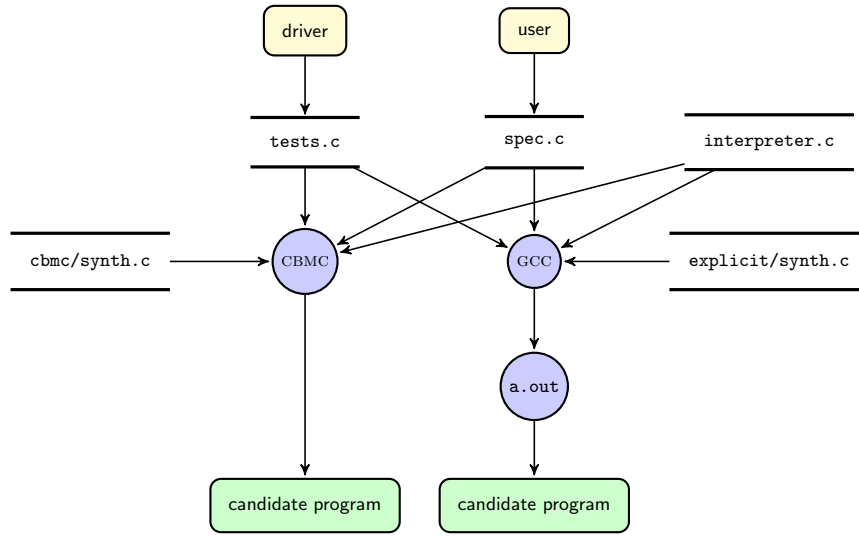 driver
user
tests.c
spec.c
interpreter.c
cbmc/synth.c
CBMC
GCC
explicit/synth.c
a.out
candidate program
candidate program